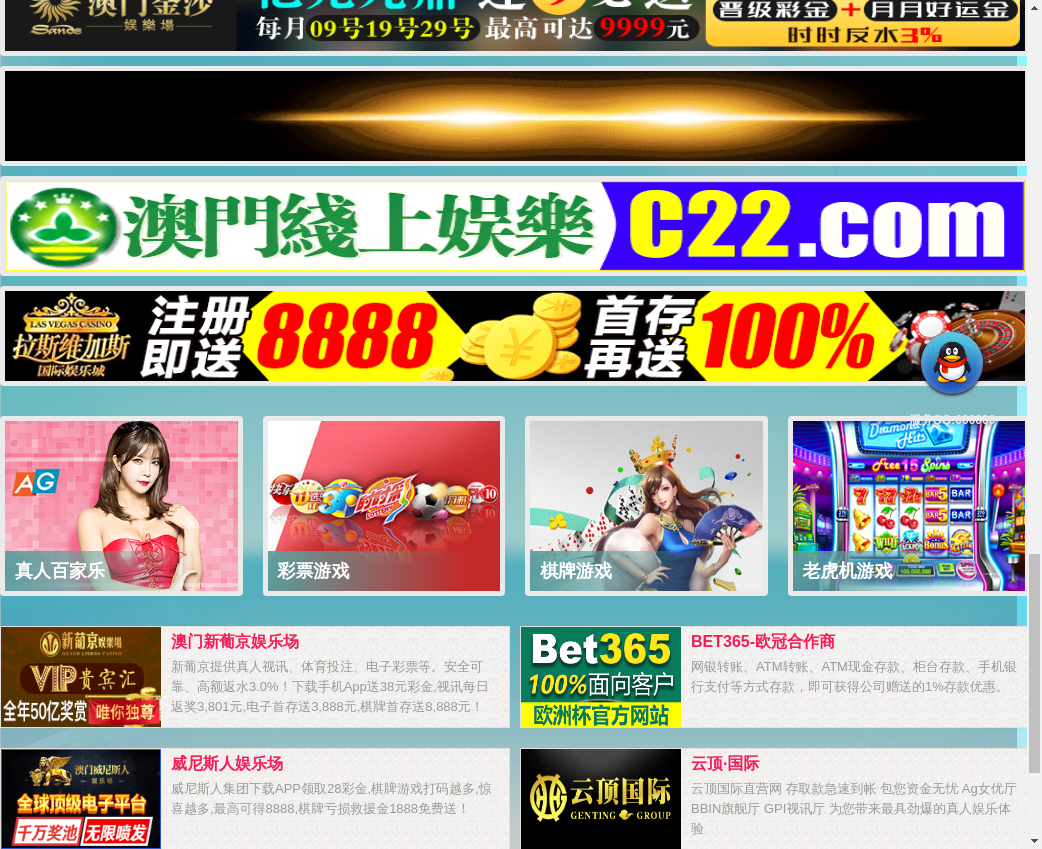 澳门金沙
Sands 娱樂場
每月09号19号29号 最高可达9999元
晋级彩金+月月好运金
时时反水3%
澳門綫上娱樂 C22.com
LAS VEGAS CASINO
拉斯维加斯
国际娱乐城
注册
即送
8888
首存
再送
100%
AG
真人百家乐
彩票游戏
棋牌游戏
Diamond Hits
Free 15 Spins
老虎机游戏
新葡京娱樂場
GRAND LISBOA CASINO
VIP贵宾汇
全年50亿奖赏 唯你独尊
澳门新葡京娱乐场
新葡京提供真人视讯、体育投注、电子彩票等。安全可
靠、高额返水3.0%！下载手机App送38元彩金,视讯每日
返奖3,801元,电子首存送3,888元,棋牌首存送8,888元！
Bet365
100%面向客户
欧洲杯官方网站
BET365-欧冠合作商
网银转账、ATM转账、ATM现金存款、柜台存款、手机银
行支付等方式存款，即可获得公司赠送的1%存款优惠。
澳门威尼斯人
娱乐场
全球顶级电子平台
千万奖池 无限喷发
威尼斯人娱乐场
威尼斯人集团下载APP领取28彩金,棋牌游戏打码越多,惊
喜越多,最高可得8888,棋牌亏损救援金1888免费送！
云顶国际
GENTING GROUP
云顶·国际
云顶国际直营网 存取款急速到帐 包您资金无忧 Ag女优厅
BBIN旗舰厅 GPI视讯厅 为您带来最具劲爆的真人娱乐体
验